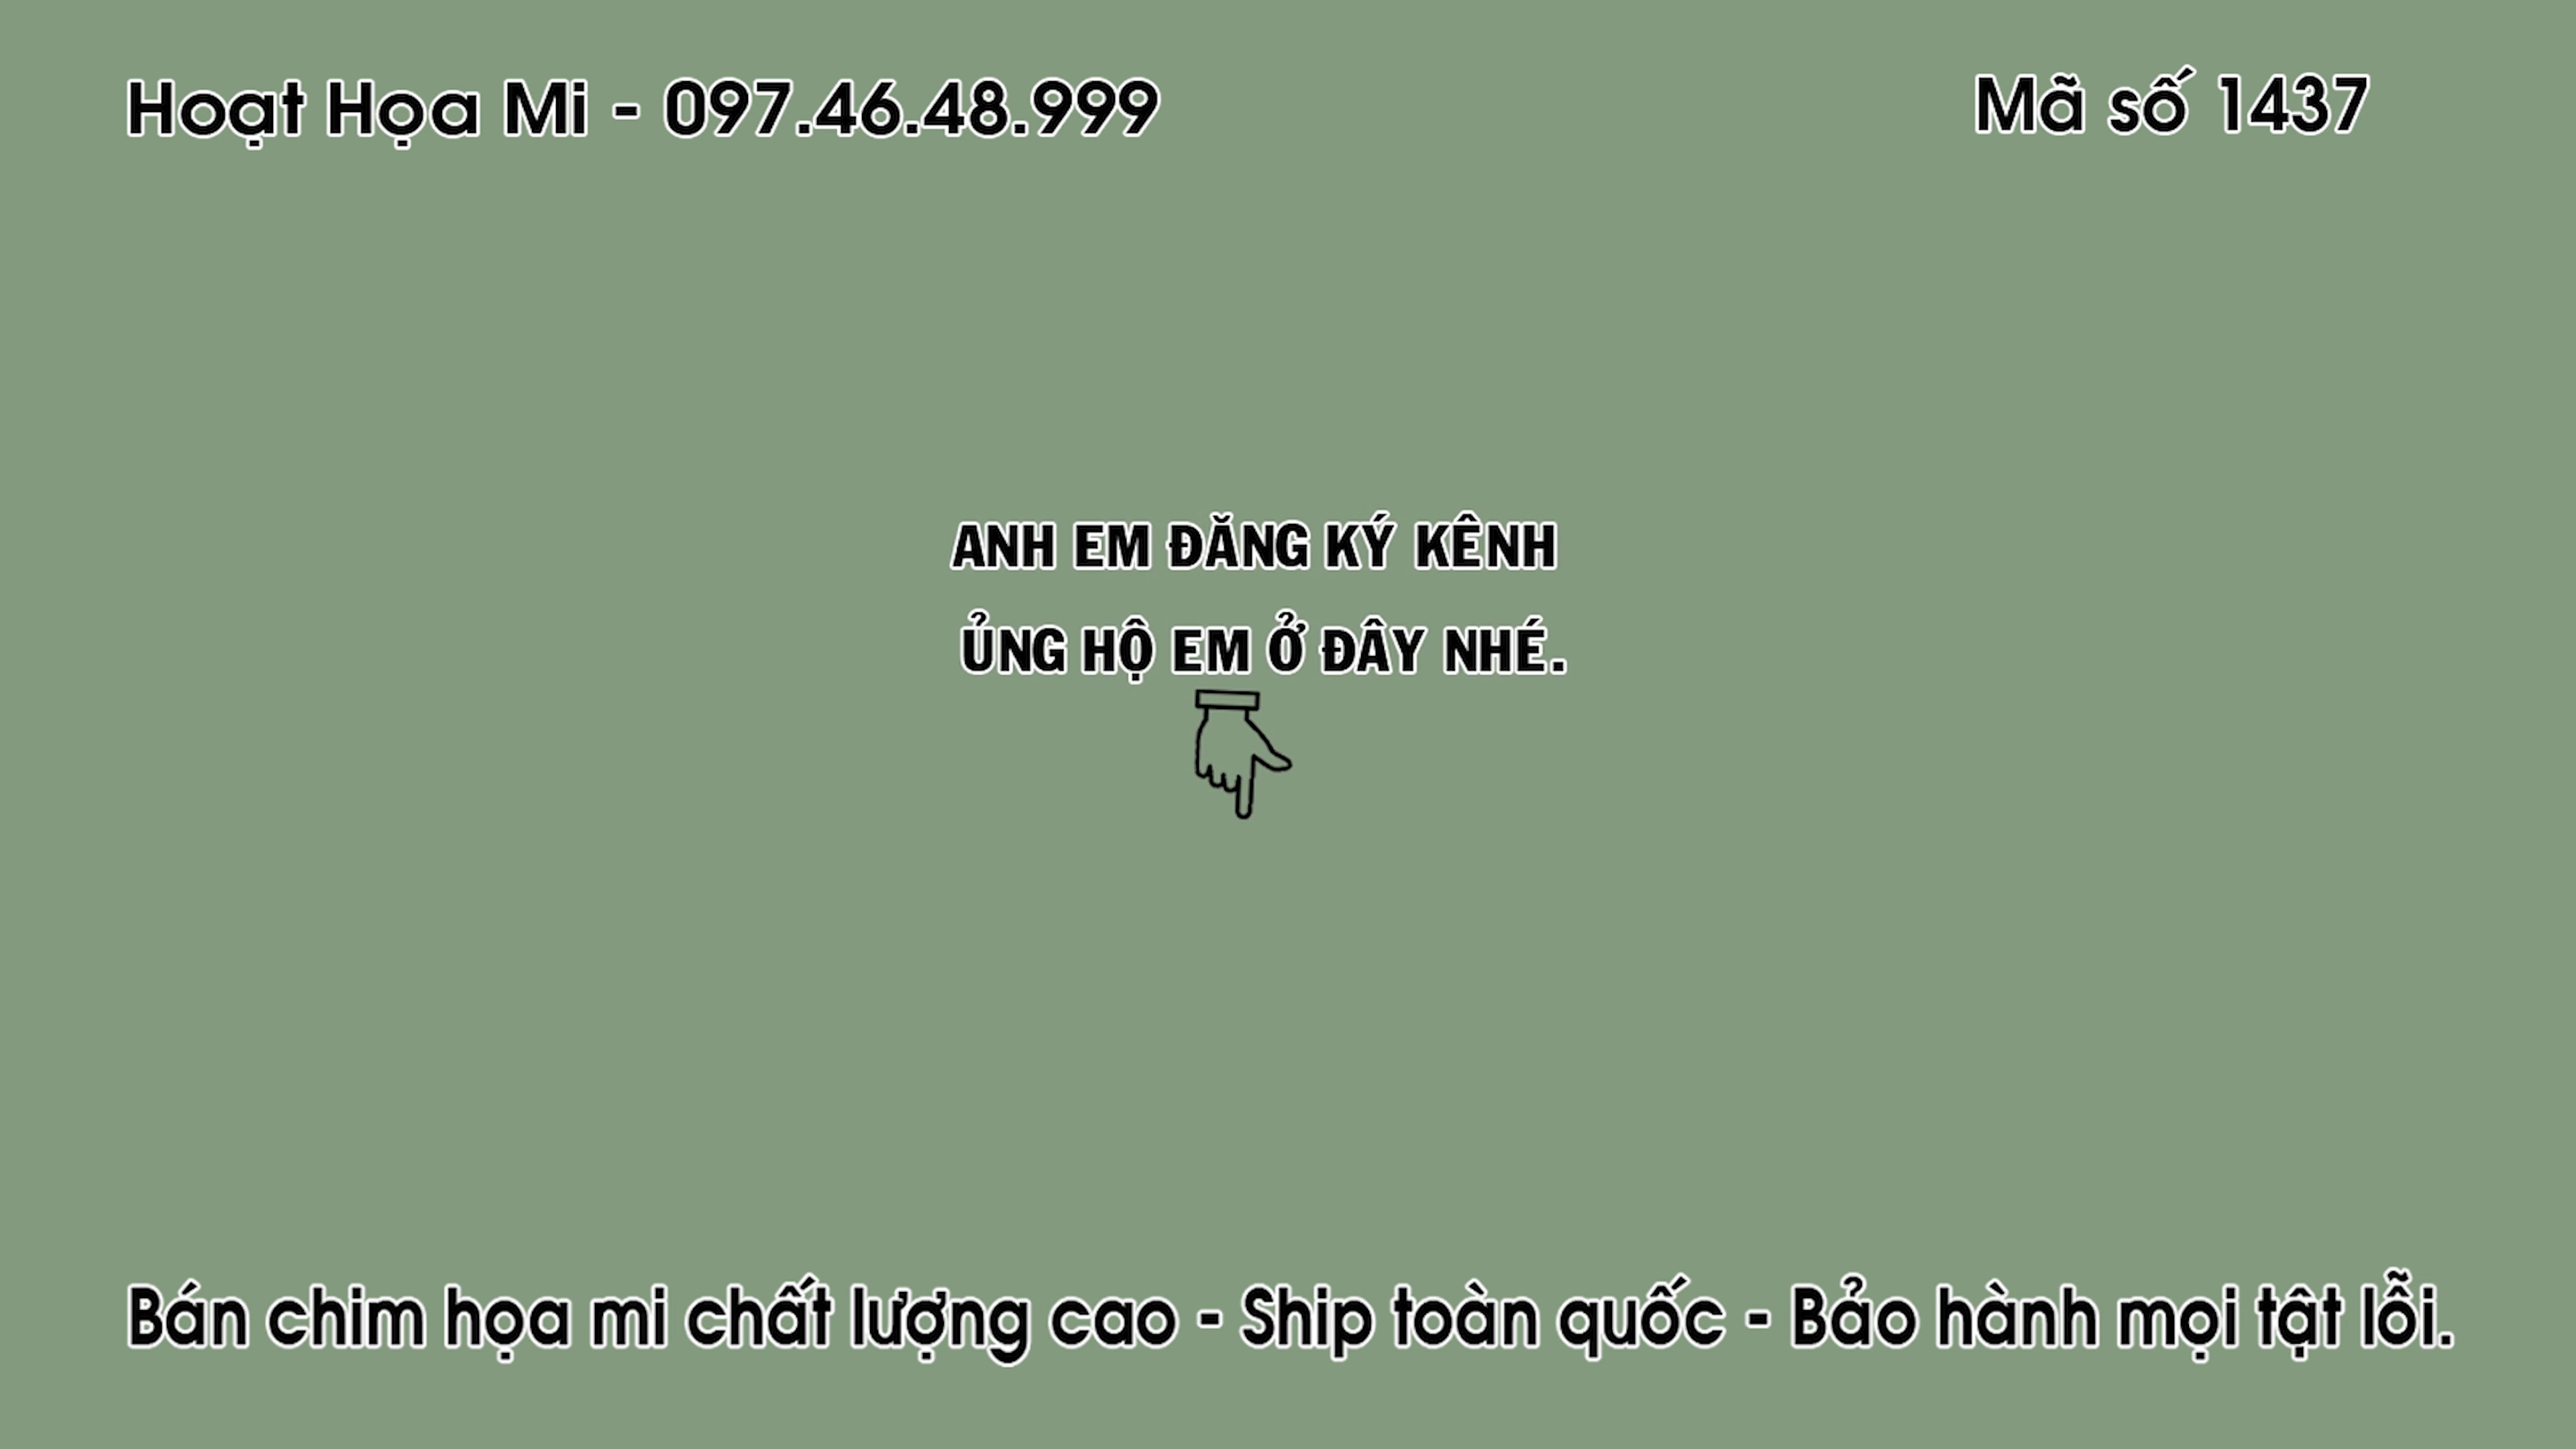 Hoạt Họa Mi - 097.46.48.999
Mã số 1437
ANH EM ĐĂNG KÝ KÊNH
ỦNG HỘ EM Ở ĐÂY NHÉ.
Bán chim họa mi chất lượng cao - Ship toàn quốc - Bảo hành mọi tật lỗi.